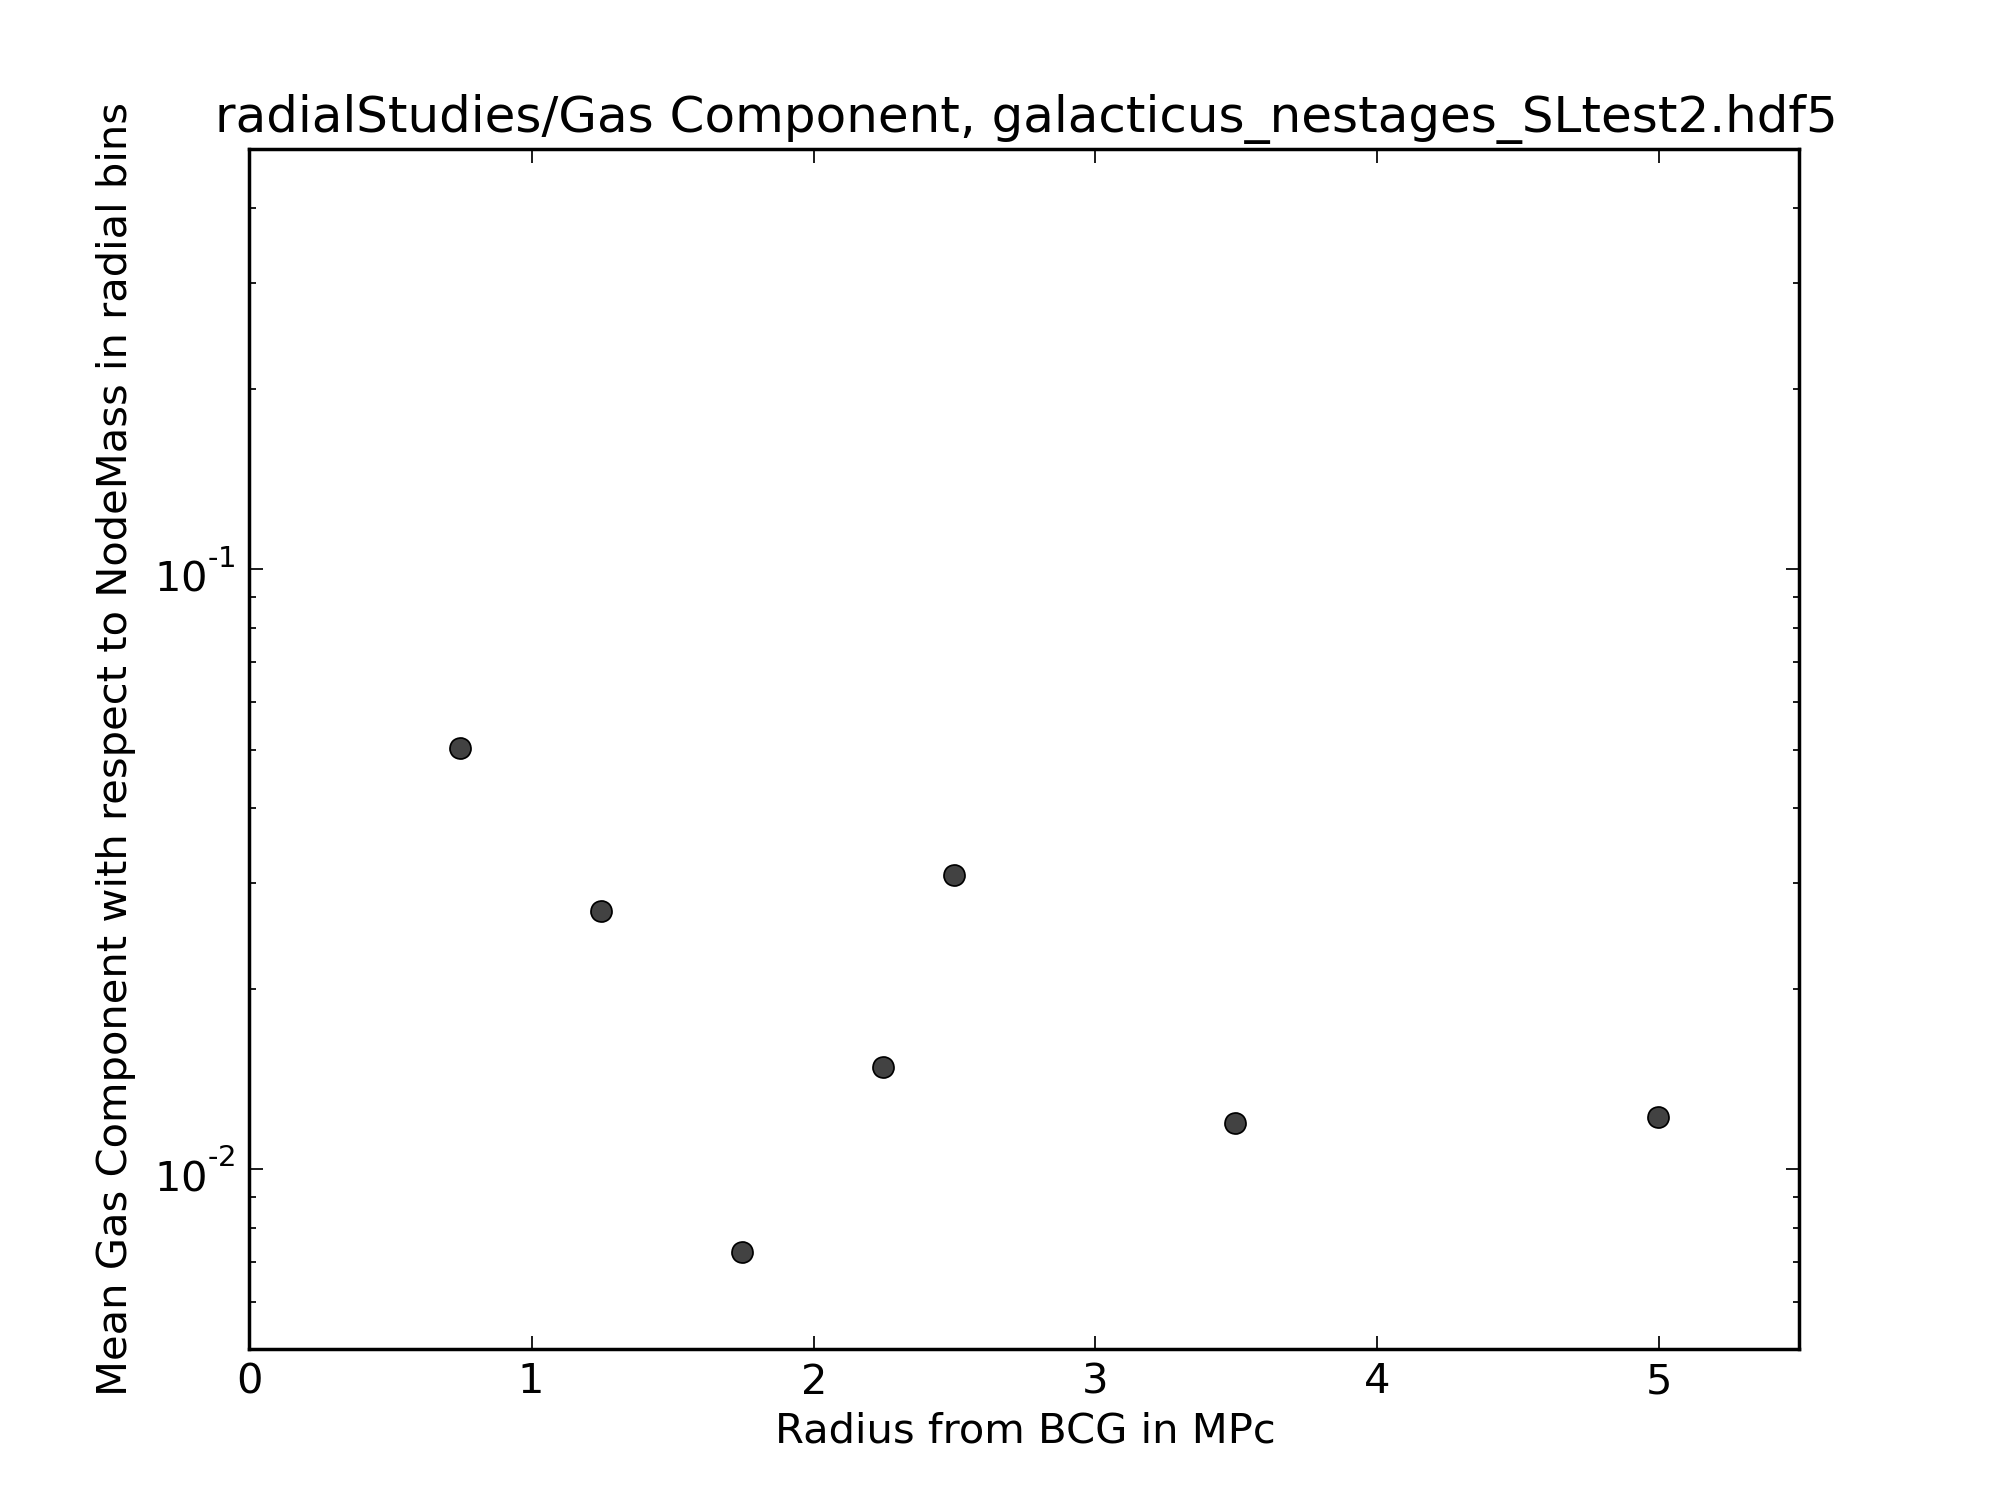 radialStudies/Gas Component, galacticus_nestages_SLtest2.hdf5
Mean Gas Component with respect to NodeMass in radial bins
10^-1
10^-2
0 1 2 3 4 5
Radius from BCG in MPc